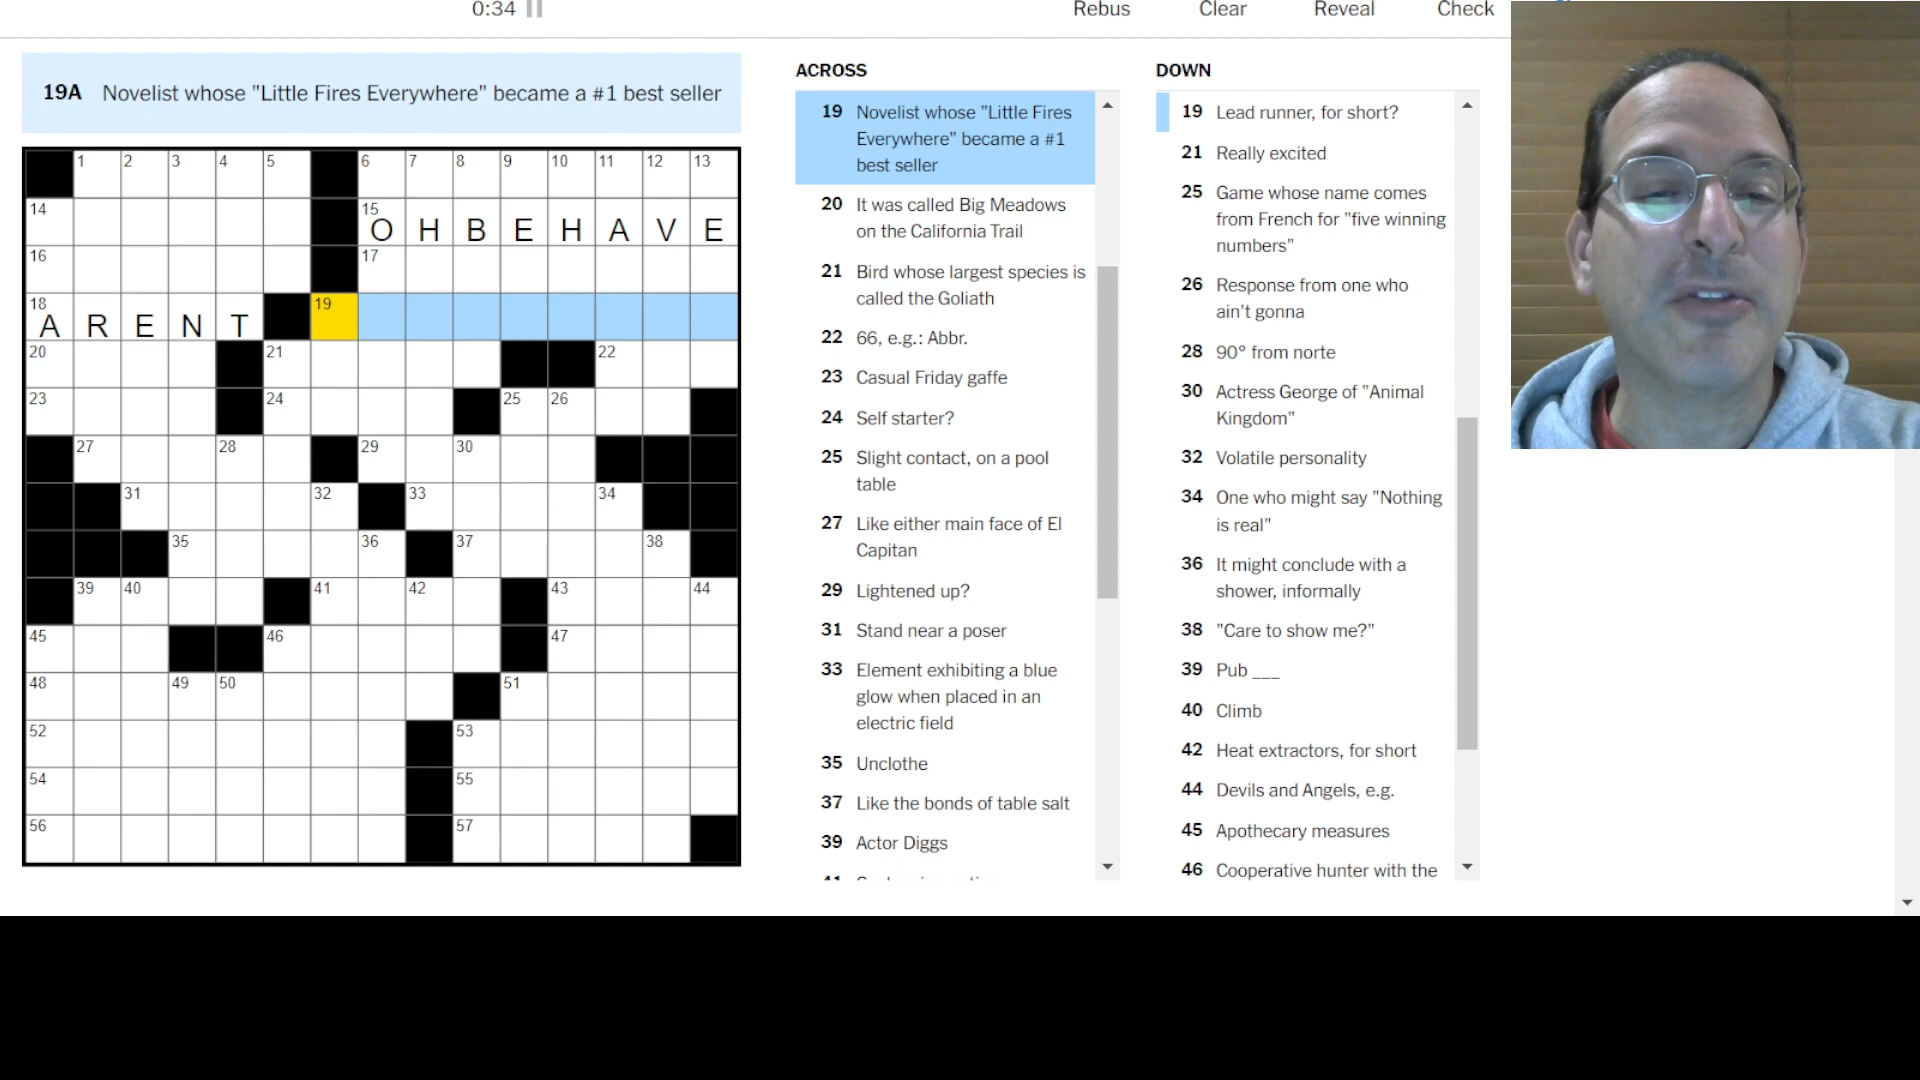 0:34
Rebus Clear Reveal Check
19A Novelist whose "Little Fires Everywhere" became a #1 best seller
1 2 3 4 5 6 7 8 9 10 11 12 13
14 15 O H B E H A V E
16 17
18 A R E N T 19
20 21 22
23 24 25 26
27 28 29 30
31 32 33 34
35 36 37 38
39 40 41 42 43 44
45 46 47
48 49 50 51
52 53
54 55
56 57
ACROSS
19 Novelist whose "Little Fires
Everywhere" became a #1
best seller
20 It was called Big Meadows
on the California Trail
21 Bird whose largest species is
called the Goliath
22 66, e.g.: Abbr.
23 Casual Friday gaffe
24 Self starter?
25 Slight contact, on a pool
table
27 Like either main face of El
Capitan
29 Lightened up?
31 Stand near a poser
33 Element exhibiting a blue
glow when placed in an
electric field
35 Unclothe
37 Like the bonds of table salt
39 Actor Diggs
DOWN
19 Lead runner, for short?
21 Really excited
25 Game whose name comes
from French for "five winning
numbers"
26 Response from one who
ain't gonna
28 90° from norte
30 Actress George of "Animal
Kingdom"
32 Volatile personality
34 One who might say "Nothing
is real"
36 It might conclude with a
shower, informally
38 "Care to show me?"
39 Pub ___
40 Climb
42 Heat extractors, for short
44 Devils and Angels, e.g.
45 Apothecary measures
46 Cooperative hunter with the